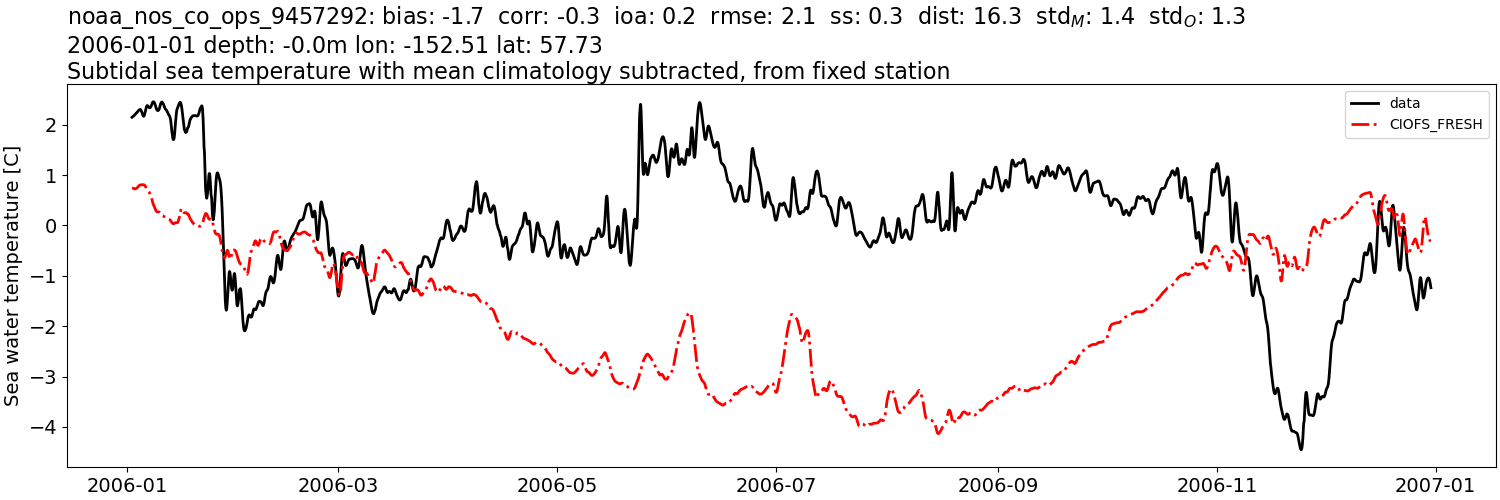 noaa_nos_co_ops_9457292: bias: -1.7 corr: -0.3 ioa: 0.2 rmse: 2.1 ss: 0.3 dist: 16.3 std_M: 1.4 std_O: 1.3
2006-01-01 depth: -0.0m lon: -152.51 lat: 57.73
Subtidal sea temperature with mean climatology subtracted, from fixed station
data
CIOFS_FRESH
Sea water temperature [C]
2
1
0
−1
−2
−3
−4
2006-01 2006-03 2006-05 2006-07 2006-09 2006-11 2007-01